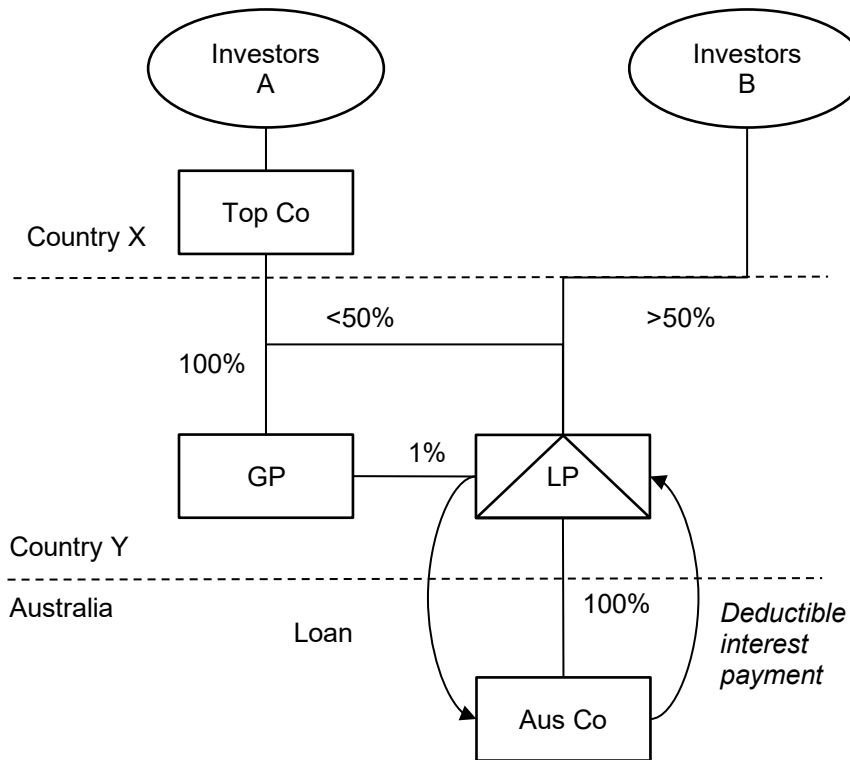 Investors
A
Investors
B
Top Co
Country X
<50%
>50%
100%
GP
1%
LP
Country Y
Australia
Loan
100%
Deductible
interest
payment
Aus Co